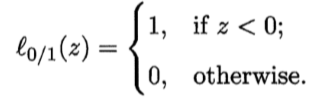 ℓ₀/₁(z) = { 1, if z < 0;
0, otherwise.